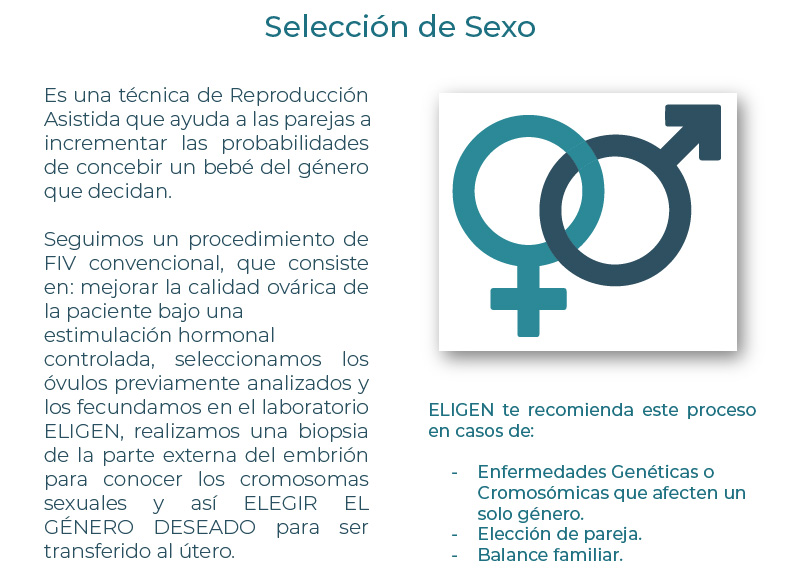 Selección de Sexo
Es una técnica de Reproducción
Asistida que ayuda a las parejas a
incrementar las probabilidades
de concebir un bebé del género
que decidan.
Seguimos un procedimiento de
FIV convencional, que consiste
en: mejorar la calidad ovárica de
la paciente bajo una
estimulación hormonal
controlada, seleccionamos los
óvulos previamente analizados y
los fecundamos en el laboratorio
ELIGEN, realizamos una biopsia
de la parte externa del embrión
para conocer los cromosomas
sexuales y así ELEGIR EL
GÉNERO DESEADO para ser
transferido al útero.
ELIGEN te recomienda este proceso
en casos de:
- Enfermedades Genéticas o
Cromosómicas que afecten un
solo género.
- Elección de pareja.
- Balance familiar.